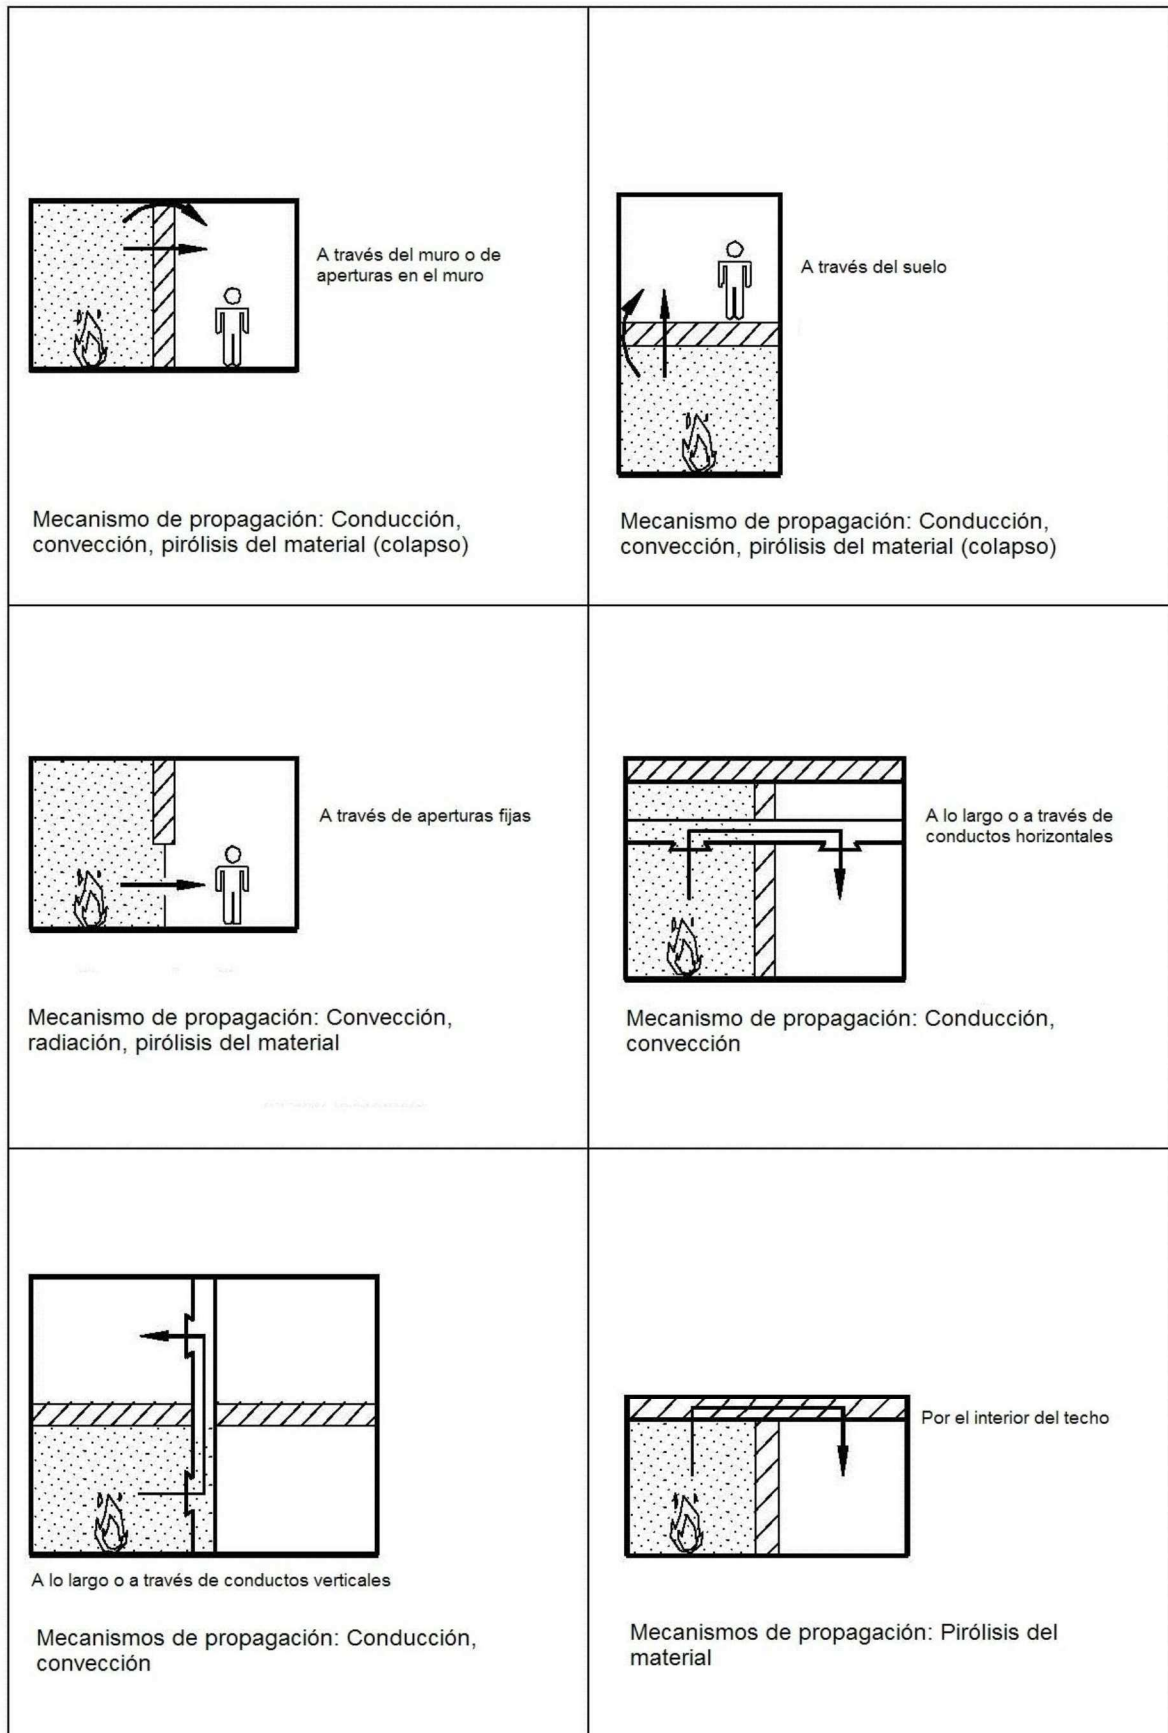 A través del muro o de
aperturas en el muro
Mecanismo de propagación: Conducción,
convección, pirólisis del material (colapso)
A través del suelo
Mecanismo de propagación: Conducción,
convección, pirólisis del material (colapso)
A través de aperturas fijas
Mecanismo de propagación: Convección,
radiación, pirólisis del material
A lo largo o a través de
conductos horizontales
Mecanismo de propagación: Conducción,
convección
A lo largo o a través de conductos verticales
Mecanismos de propagación: Conducción,
convección
Por el interior del techo
Mecanismos de propagación: Pirólisis del
material